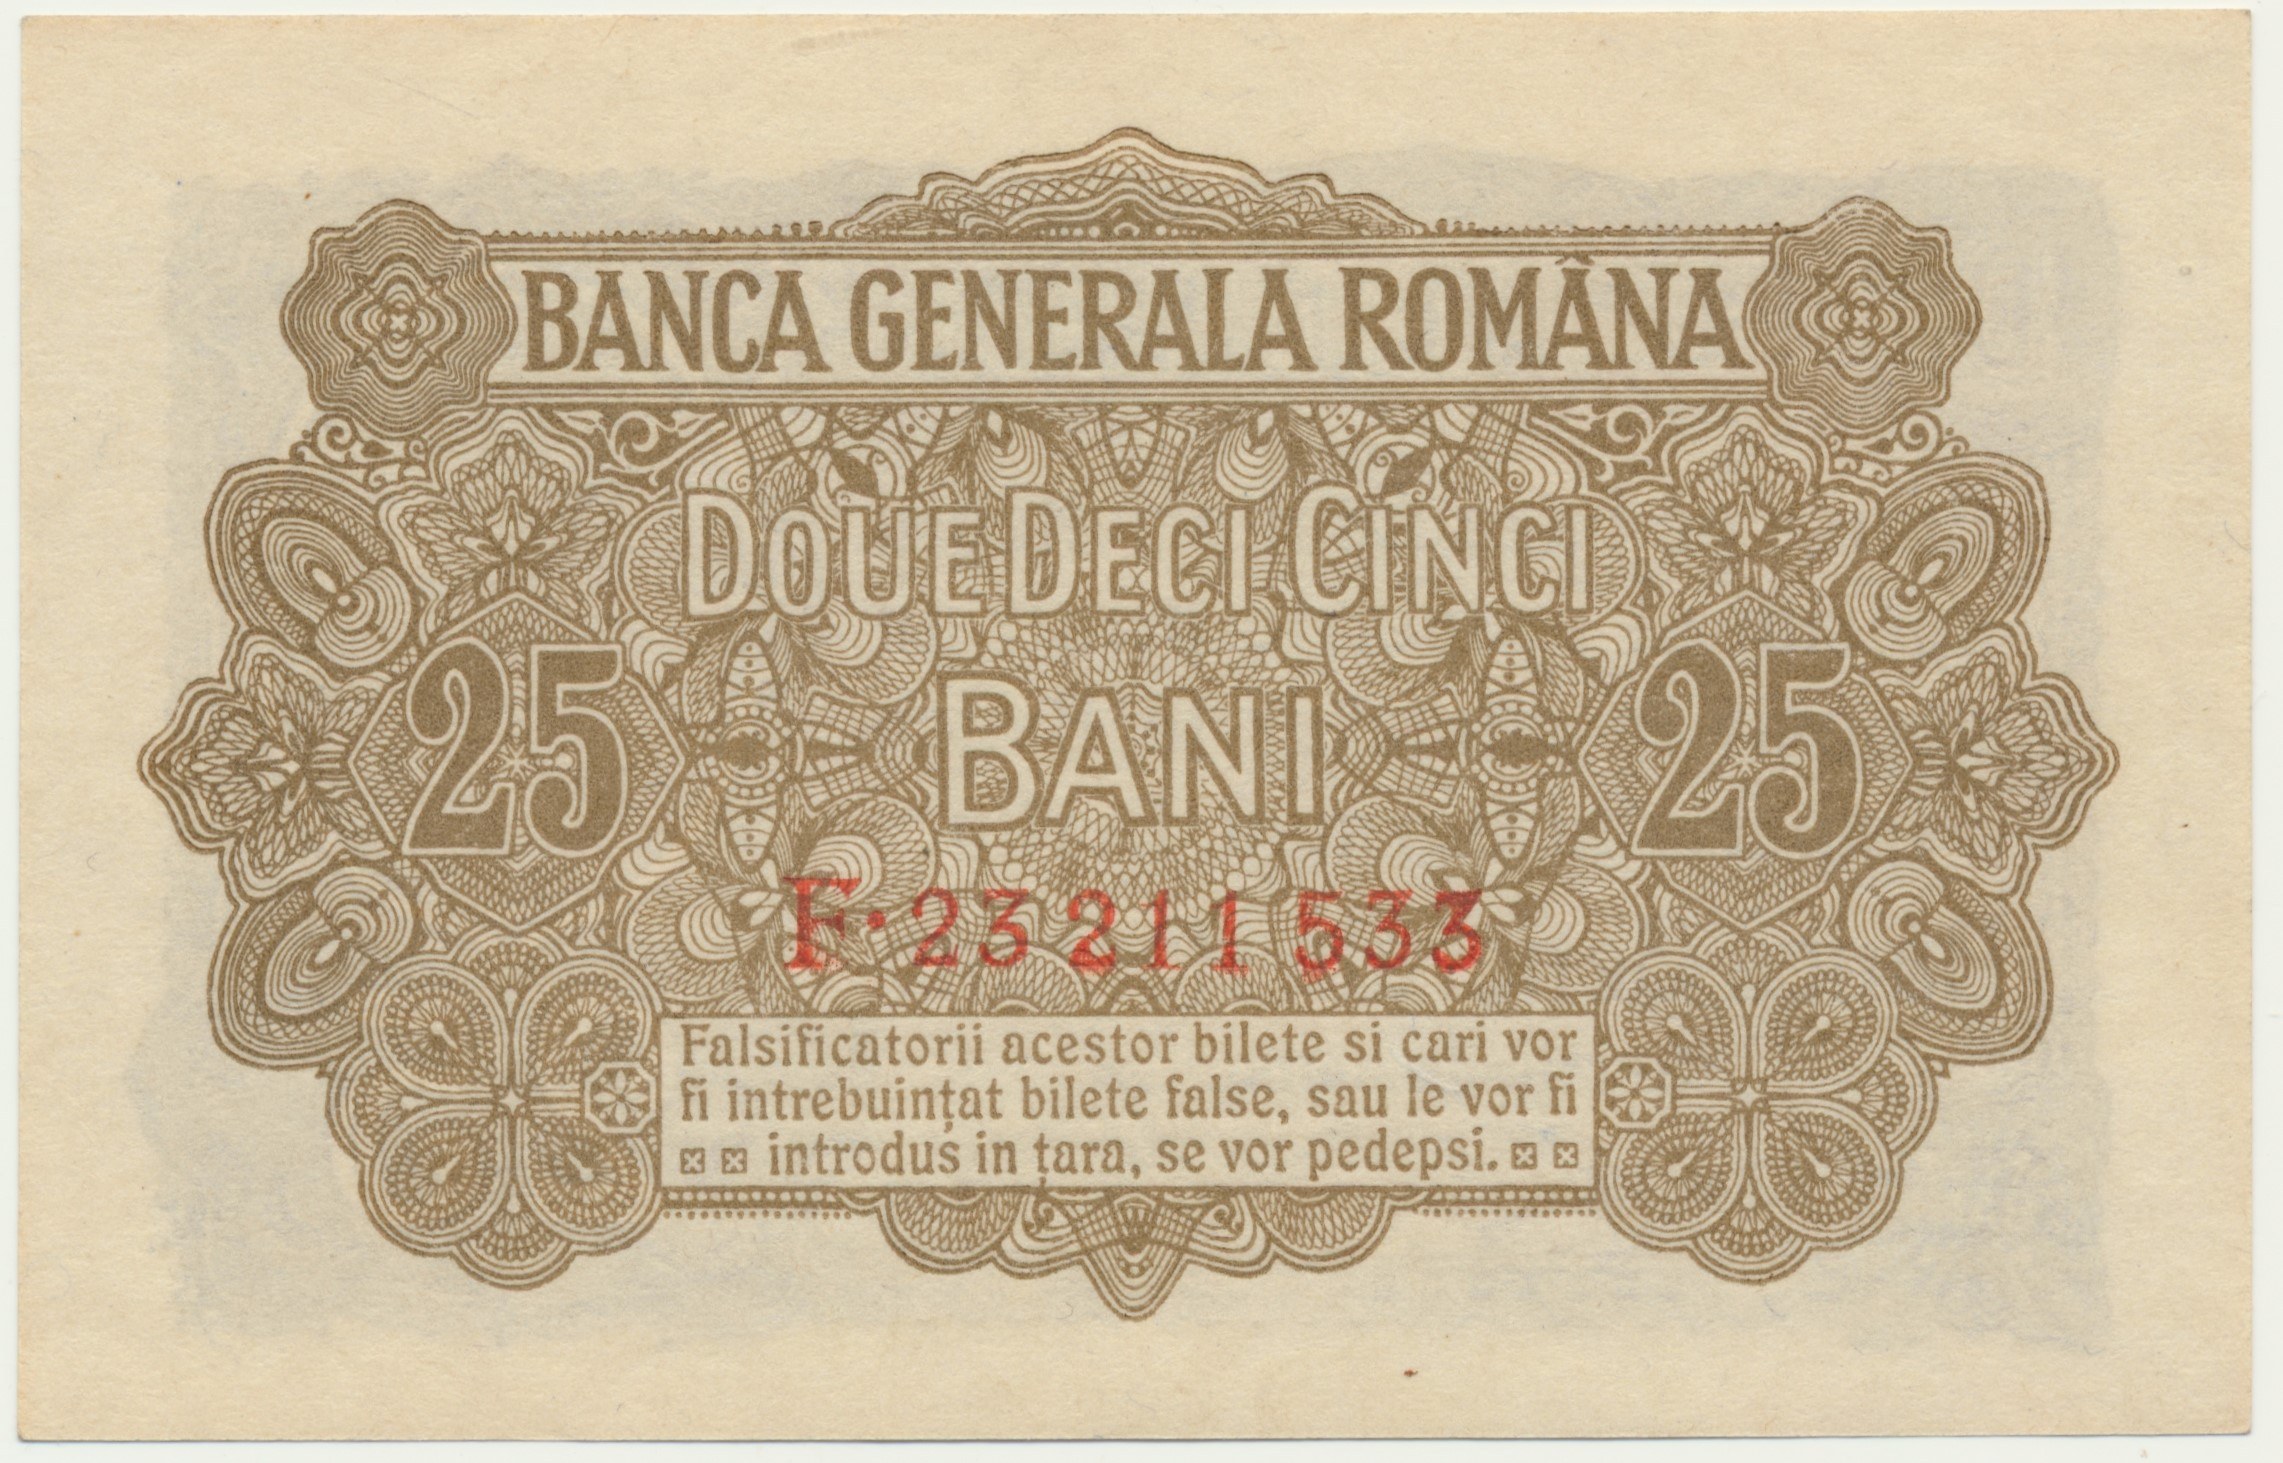 BANCA GENERALA ROMÂNA
DOUE DECI CINCI
25 BANI 25
F·23211533
Falsificatorii acestor bilete si cari vor
fi intrebuințat bilete false, sau le vor fi
introduș in țara, se vor pedepsi.